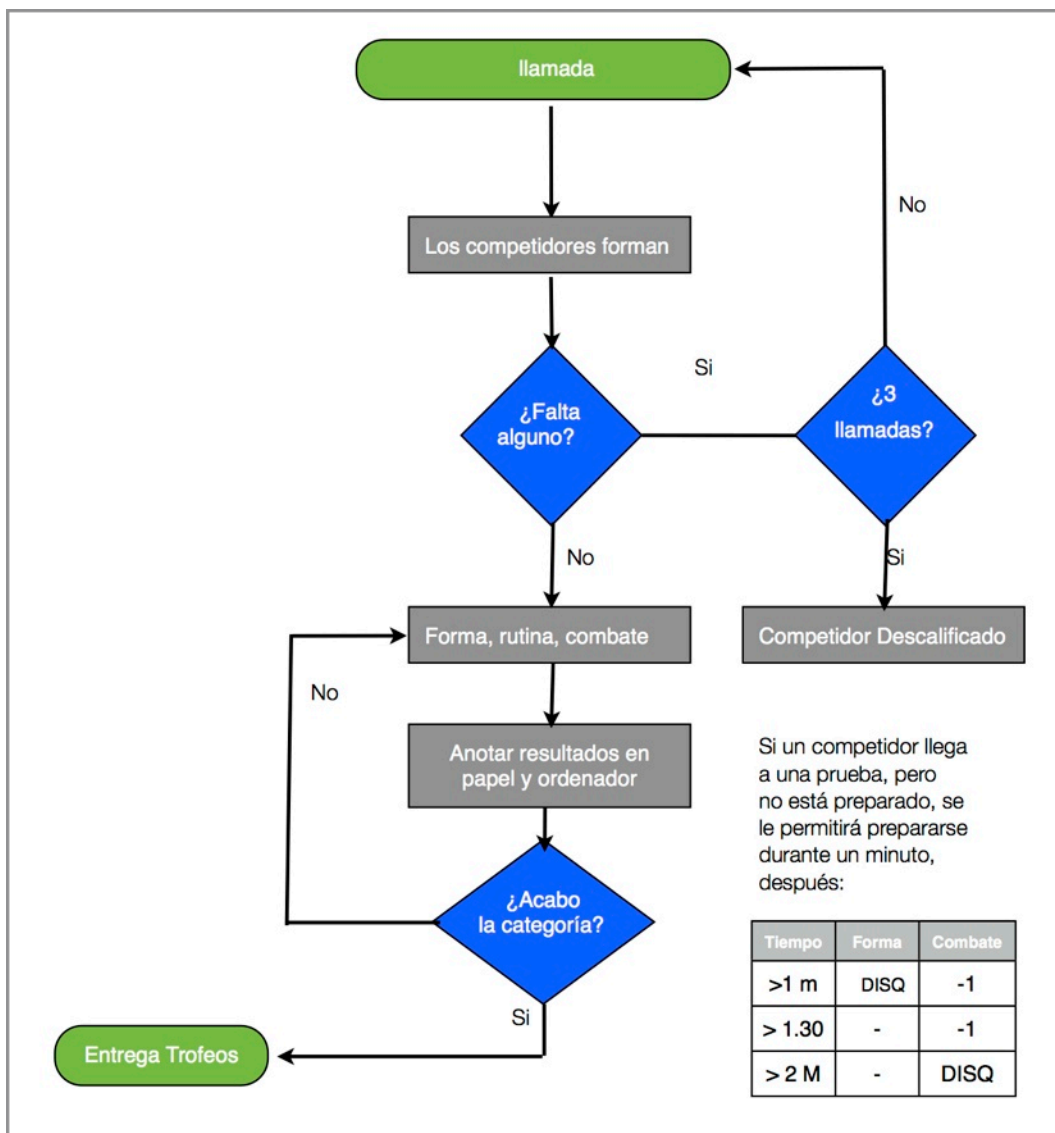 llamada
No
Los competidores forman
Si
¿Falta
alguno?
¿3
llamadas?
No
Si
Forma, rutina, combate
Competidor Descalificado
No
Anotar resultados en
papel y ordenador
Si un competidor llega
a una prueba, pero
no está preparado, se
le permitirá prepararse
durante un minuto,
después:
¿Acabo
la categoría?
Tiempo Forma Combate
>1 m DISQ -1
> 1.30 - -1
> 2 M - DISQ
Si
Entrega Trofeos